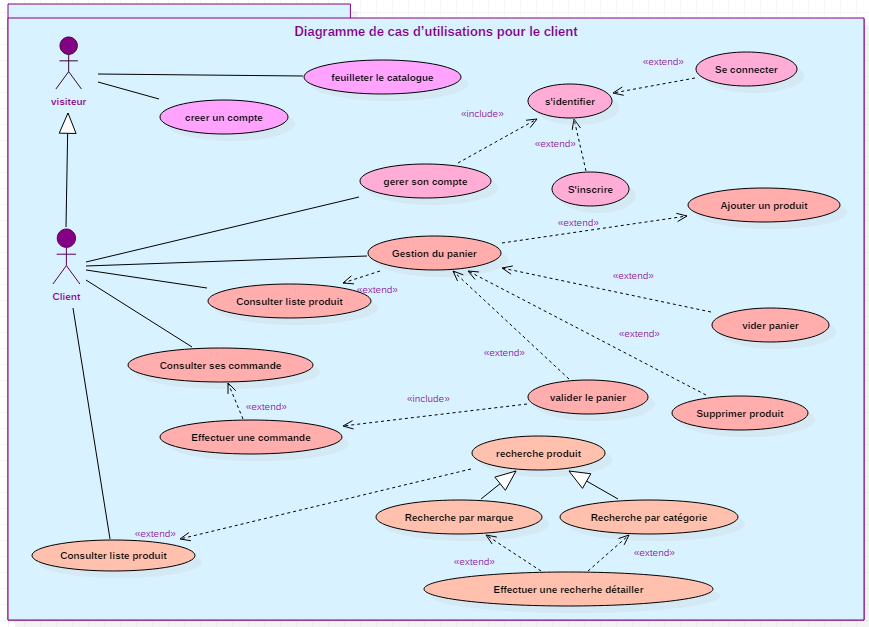 Diagramme de cas d'utilisations pour le client
visiteur
feuilleter le catalogue
«extend»
Se connecter
creer un compte
s'identifier
«include»
«extend»
gerer son compte
S'inscrire
Ajouter un produit
«extend»
Gestion du panier
Client
Consulter liste produit
«extend»
«extend»
vider panier
«extend»
«extend»
Consulter ses commande
«extend»
«include»
valider le panier
Supprimer produit
Effectuer une commande
recherche produit
Recherche par marque
Recherche par catégorie
«extend»
Consulter liste produit
«extend»
«extend»
Effectuer une recherhe détailler